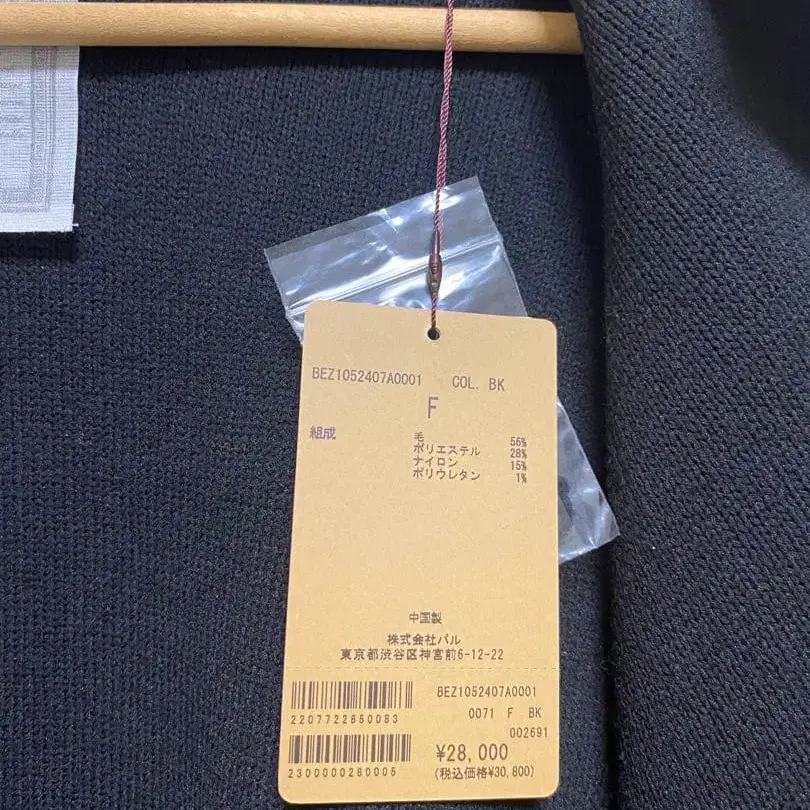 BEZ1052407A0001 COL. BK
F
組成
毛 56%
ポリエステル 28%
ナイロン 15%
ポリウレタン 1%
中国製
株式会社パル
東京都渋谷区神宮前6-12-22
BEZ1052407A0001
2207722850083
0071 F BK
002691
¥28,000
2300000280005
(税込価格¥30,800)